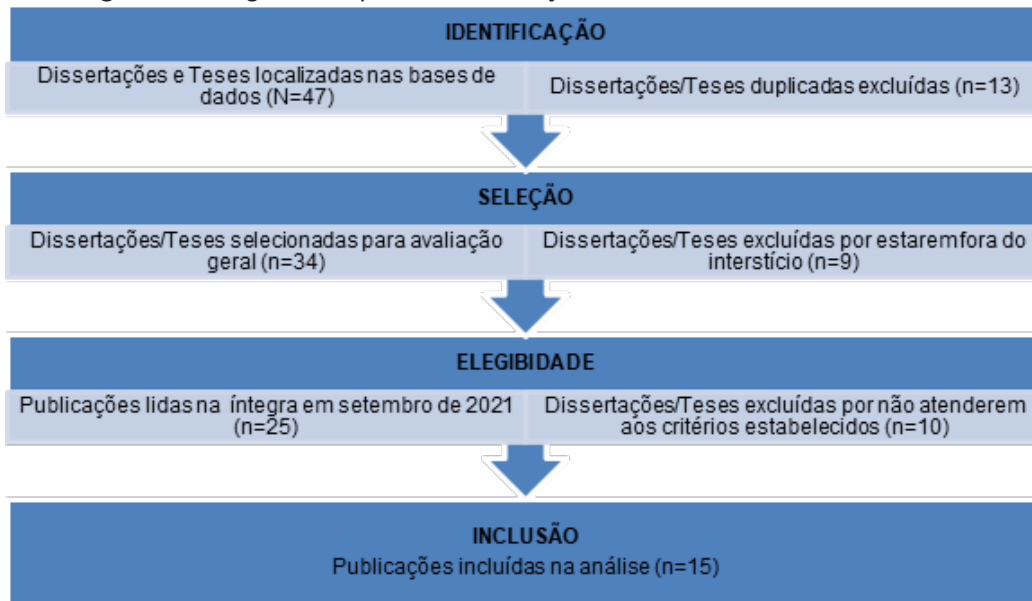 IDENTIFICAÇÃO
Dissertações e Teses localizadas nas bases de
dados (N=47)
Dissertações/Teses duplicadas excluídas (n=13)
SELEÇÃO
Dissertações/Teses selecionadas para avaliação
geral (n=34)
Dissertações/Teses excluídas por estaremfora do
interstício (n=9)
ELEGIBIDADE
Publicações lidas na íntegra em setembro de 2021
(n=25)
Dissertações/Teses excluídas por não atenderem
aos critérios estabelecidos (n=10)
INCLUSÃO
Publicações incluídas na análise (n=15)